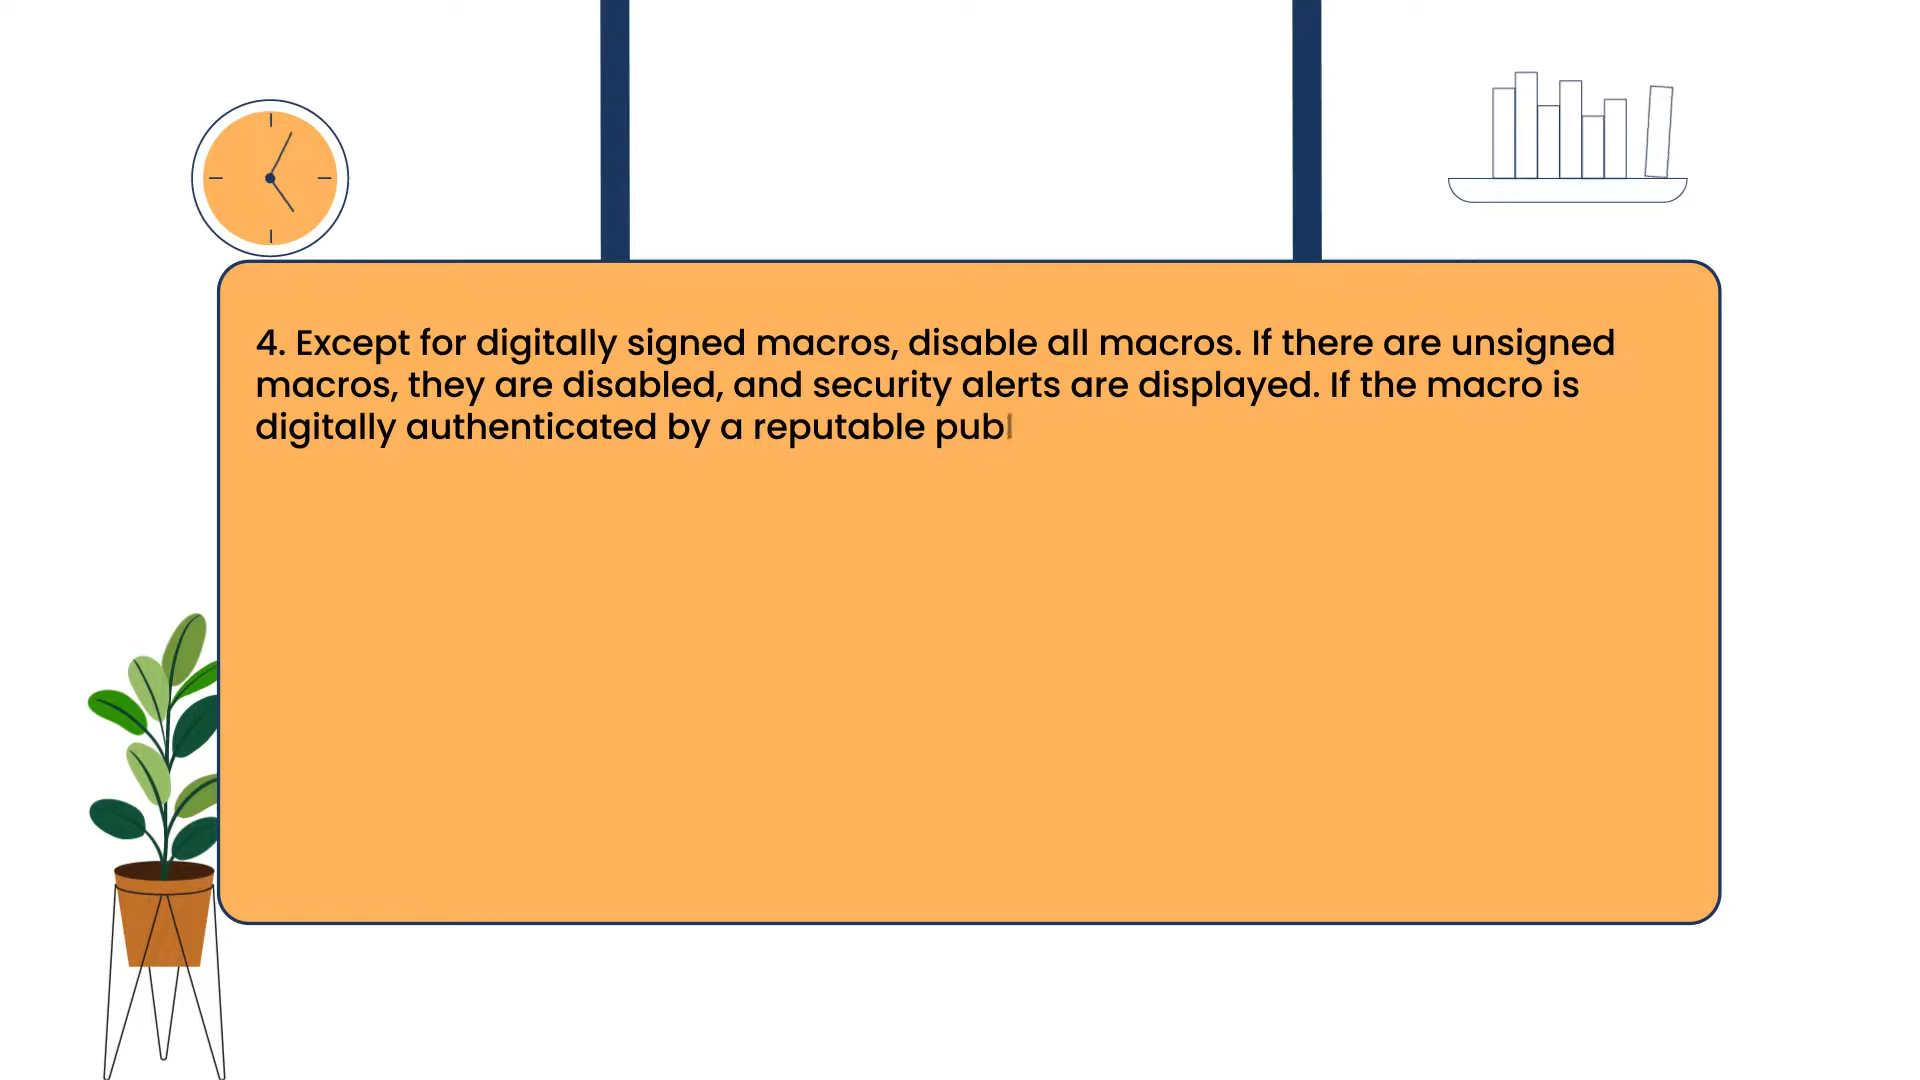 4. Except for digitally signed macros, disable all macros. If there are unsigned
macros, they are disabled, and security alerts are displayed. If the macro is
digitally authenticated by a reputable publ